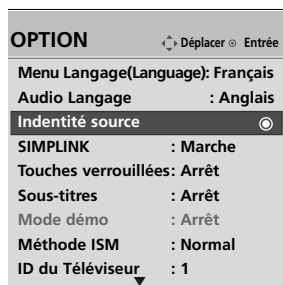 OPTION Déplacer Entrée
Menu Langage(Language): Français
Audio Langage : Anglais
Indentité source
SIMPLINK : Marche
Touches verrouillées: Arrêt
Sous-titres : Arrêt
Mode démo : Arrêt
Méthode ISM : Normal
ID du Téléviseur : 1